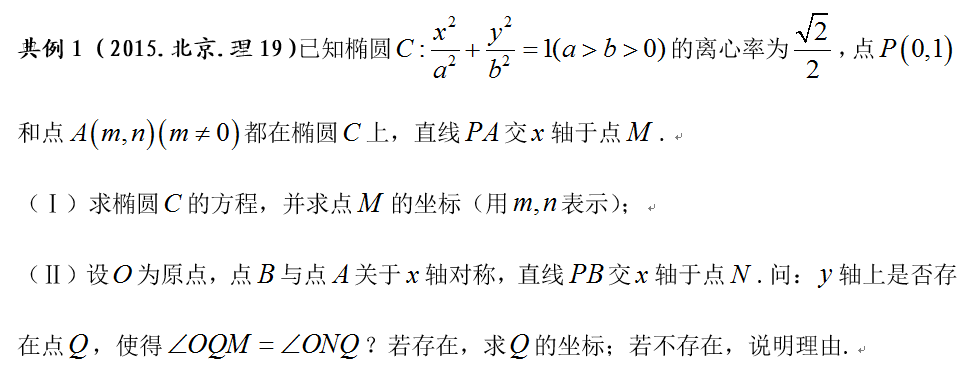 共例 1（2015.北京.理 19)已知椭圆 $C:\frac{x^2}{a^2}+\frac{y^2}{b^2}=1(a>b>0)$ 的离心率为 $\frac{\sqrt{2}}{2}$ ,点 $P(0,1)$
和点 $A(m,n)(m\neq 0)$ 都在椭圆 $C$ 上，直线 $PA$ 交 $x$ 轴于点 $M$ .
（Ⅰ）求椭圆 $C$ 的方程，并求点 $M$ 的坐标（用 $m,n$ 表示）；
（Ⅱ）设 $O$ 为原点，点 $B$ 与点 $A$ 关于 $x$ 轴对称，直线 $PB$ 交 $x$ 轴于点 $N$ .问：$y$ 轴上是否存
在点 $Q$，使得 $\angle OQM=\angle ONQ$？若存在，求 $Q$ 的坐标；若不存在，说明理由.